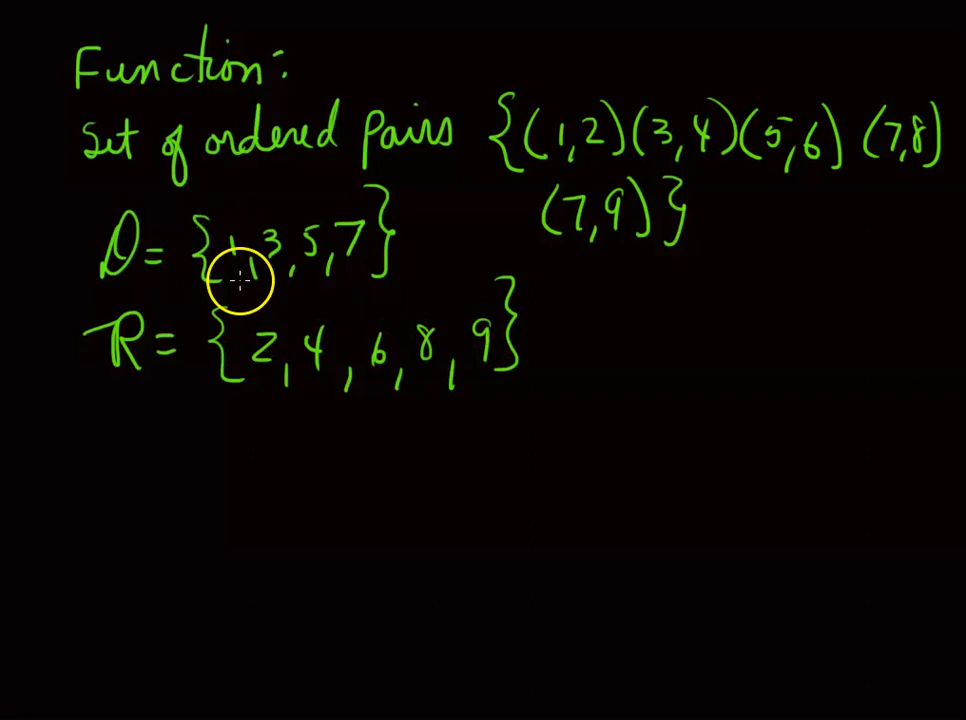 Function:
Set of ordered Pairs {(1,2)(3,4)(5,6) (7,8)
(7,9)}
D= {1,3,5,7}
R= {2,4,6,8,9}